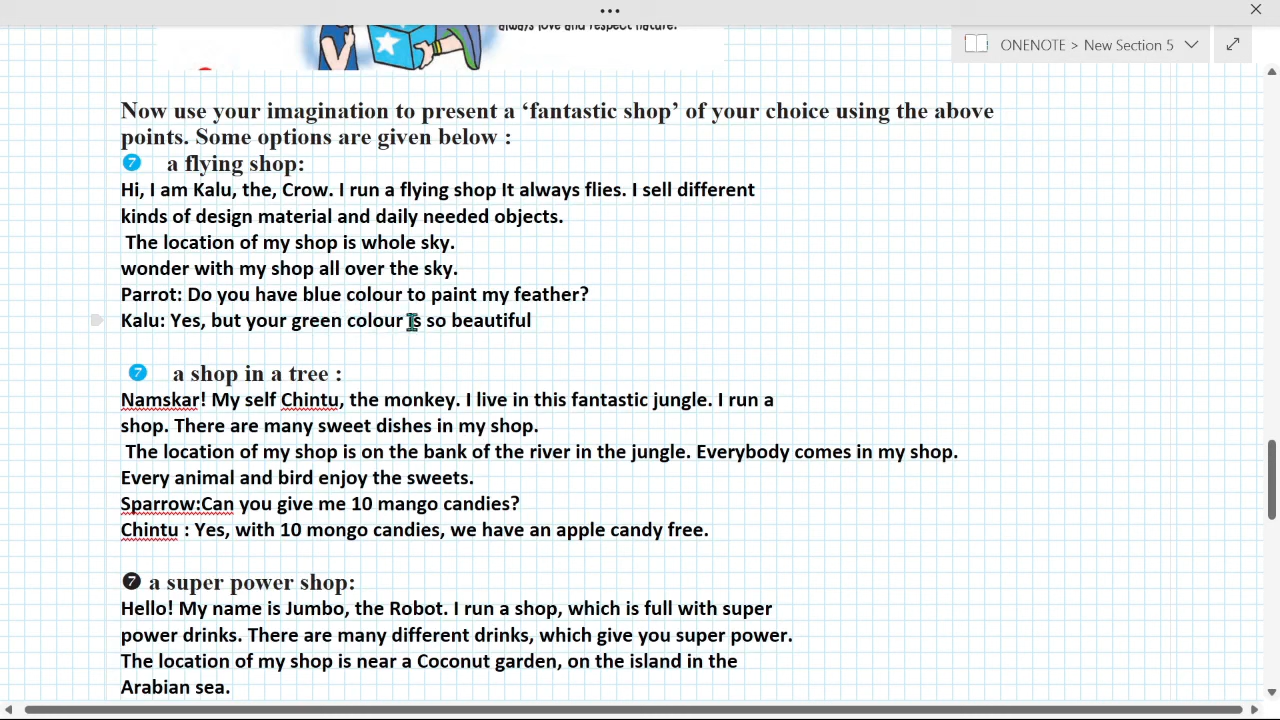 always love and respect nature.
ONENOTE > New Section 5
Now use your imagination to present a ‘fantastic shop’ of your choice using the above
points. Some options are given below :
7 a flying shop:
Hi, I am Kalu, the, Crow. I run a flying shop It always flies. I sell different
kinds of design material and daily needed objects.
The location of my shop is whole sky.
wonder with my shop all over the sky.
Parrot: Do you have blue colour to paint my feather?
Kalu: Yes, but your green colour is so beautiful
7 a shop in a tree :
Namskar! My self Chintu, the monkey. I live in this fantastic jungle. I run a
shop. There are many sweet dishes in my shop.
The location of my shop is on the bank of the river in the jungle. Everybody comes in my shop.
Every animal and bird enjoy the sweets.
Sparrow:Can you give me 10 mango candies?
Chintu : Yes, with 10 mongo candies, we have an apple candy free.
7 a super power shop:
Hello! My name is Jumbo, the Robot. I run a shop, which is full with super
power drinks. There are many different drinks, which give you super power.
The location of my shop is near a Coconut garden, on the island in the
Arabian sea.